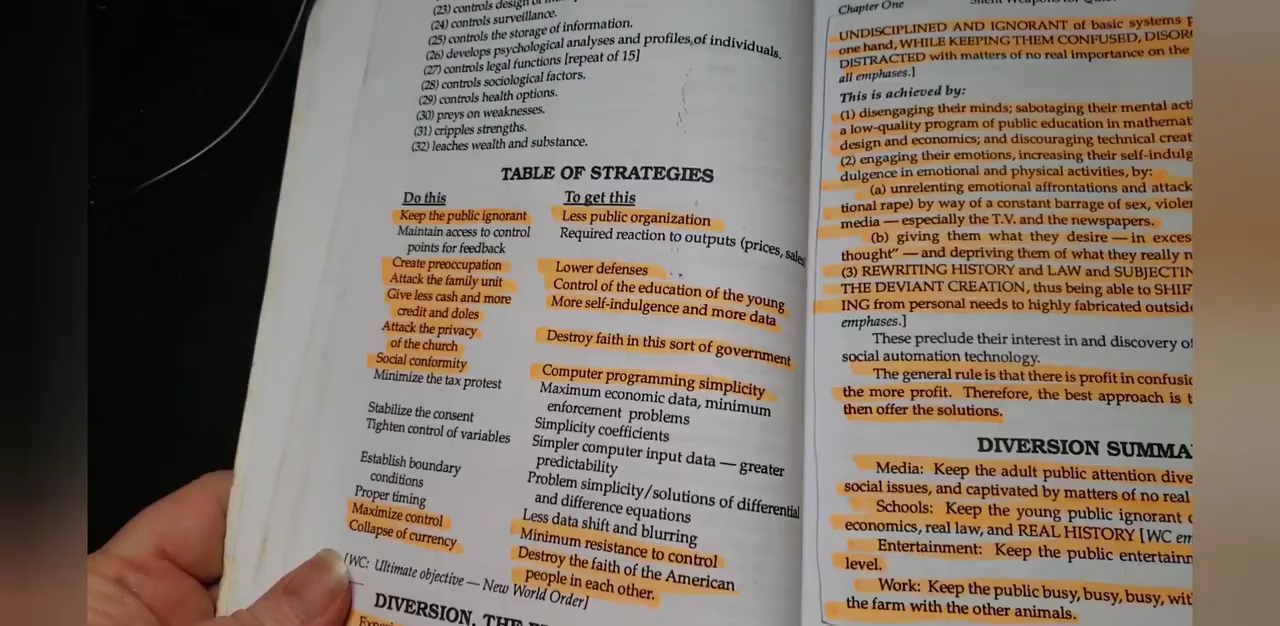 (23) controls design of
(24) controls surveillance.
(25) controls the storage of information.
(26) develops psychological analyses and profiles of individuals.
(27) controls legal functions [repeat of 15]
(28) controls sociological factors.
(29) controls health options.
(30) preys on weaknesses.
(31) cripples strengths.
(32) leaches wealth and substance.
TABLE OF STRATEGIES
Do this To get this
Keep the public ignorant Less public organization
Maintain access to control Required reaction to outputs (prices, sales
points for feedback
Create preoccupation Lower defenses
Attack the family unit Control of the education of the young
Give less cash and more More self-indulgence and more data
credit and doles
Attack the privacy Destroy faith in this sort of government
of the church
Social conformity Computer programming simplicity
Minimize the tax protest Maximum economic data, minimum
enforcement problems
Stabilize the consent Simplicity coefficients
Tighten control of variables Simpler computer input data — greater
predictability
Establish boundary Problem simplicity/solutions of differential
conditions and difference equations
Proper timing Less data shift and blurring
Maximize control Minimum resistance to control
Collapse of currency Destroy the faith of the American
people in each other.
[WC: Ultimate objective — New World Order]
DIVERSION, THE
Chapter One
UNDISCIPLINED AND IGNORANT of basic systems
one hand, WHILE KEEPING THEM CONFUSED,
DISTRACTED with matters of no real importance on the
all emphases.]
This is achieved by:
(1) disengaging their minds; sabotaging their mental
a low-quality program of public education in
design and economics; and discouraging technical
(2) engaging their emotions, increasing their
dulgence in emotional and physical activities, by:
(a) unrelenting emotional affrontations and
tional rape) by way of a constant barrage of sex,
media — especially the T.V. and the newspapers.
(b) giving them what they desire — in
thought" — and depriving them of what they really
(3) REWRITING HISTORY and LAW and
THE DEVIANT CREATION, thus being able to
ING from personal needs to highly fabricated
emphases.]
These preclude their interest in and discovery
social automation technology.
The general rule is that there is profit in
the more profit. Therefore, the best approach is
then offer the solutions.
DIVERSION
Media: Keep the adult public attention
social issues, and captivated by matters of no real
Schools: Keep the young public ignorant
economics, real law, and REAL HISTORY [WC
Entertainment: Keep the public
level.
Work: Keep the public busy, busy, busy,
the farm with the other animals.